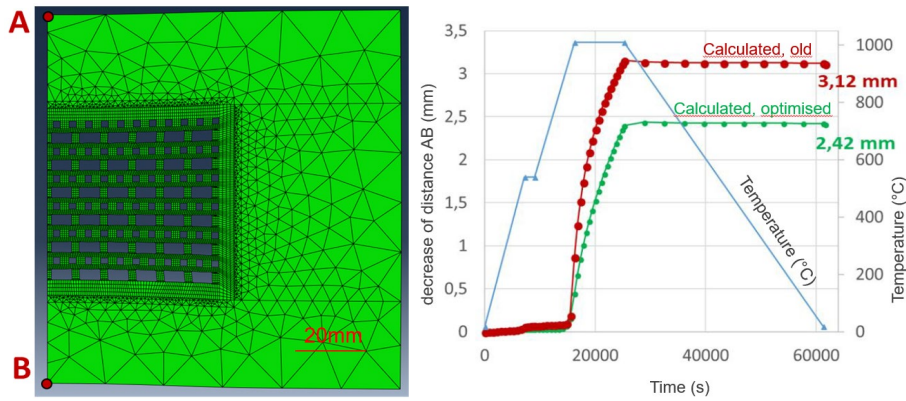 A
B
20mm
decrease of distance AB (mm)
3,5
3
2,5
2
1,5
1
0,5
0
Calculated, old
3,12 mm
Calculated, optimised
2,42 mm
Temperature (°C)
1000
800
600
400
200
0
Temperature (°C)
0
20000
40000
60000
Time (s)